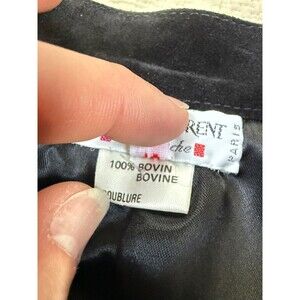 RENT
che
PARIS
100% BOVIN
BOVINE
DOUBLURE